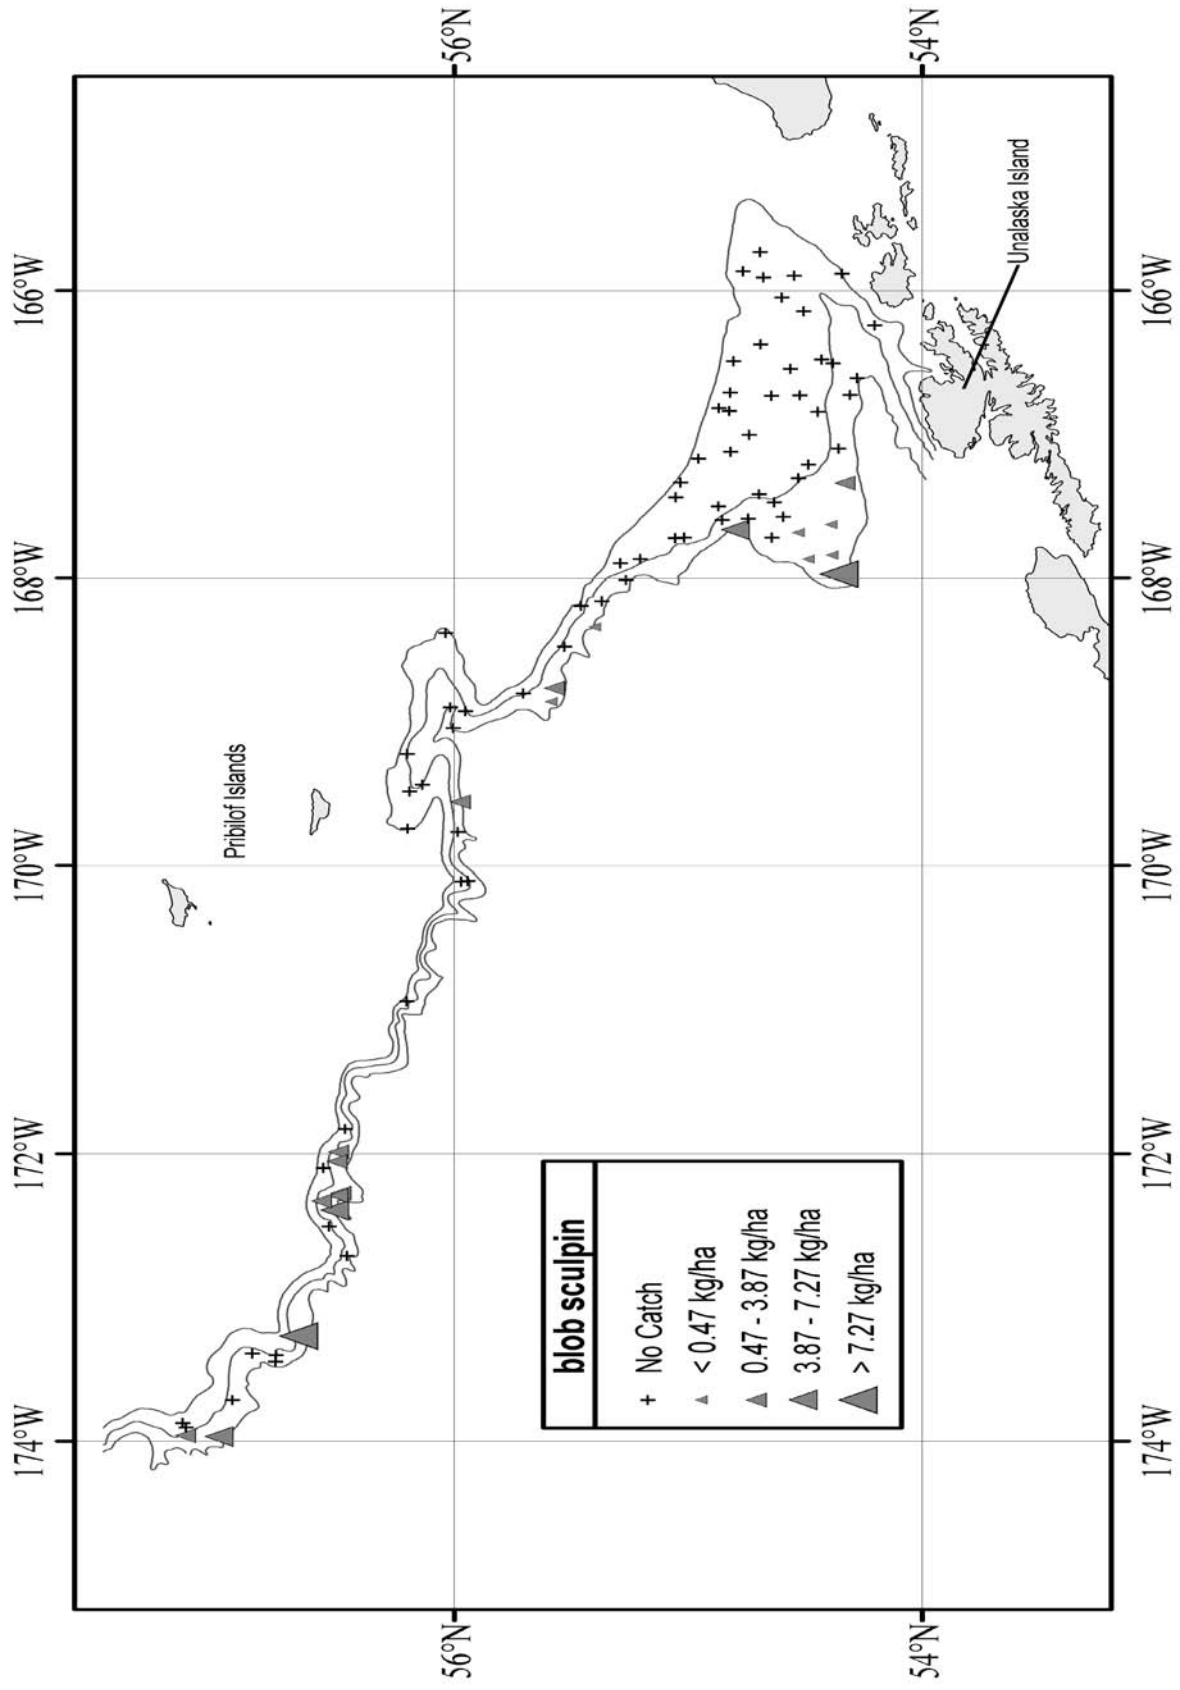 174°W
172°W
170°W
168°W
166°W
56°N
56°N
54°N
54°N
Pribilof Islands
Unalaska Island
blob sculpin
No Catch
< 0.47 kg/ha
0.47 - 3.87 kg/ha
3.87 - 7.27 kg/ha
> 7.27 kg/ha
174°W
172°W
170°W
168°W
166°W